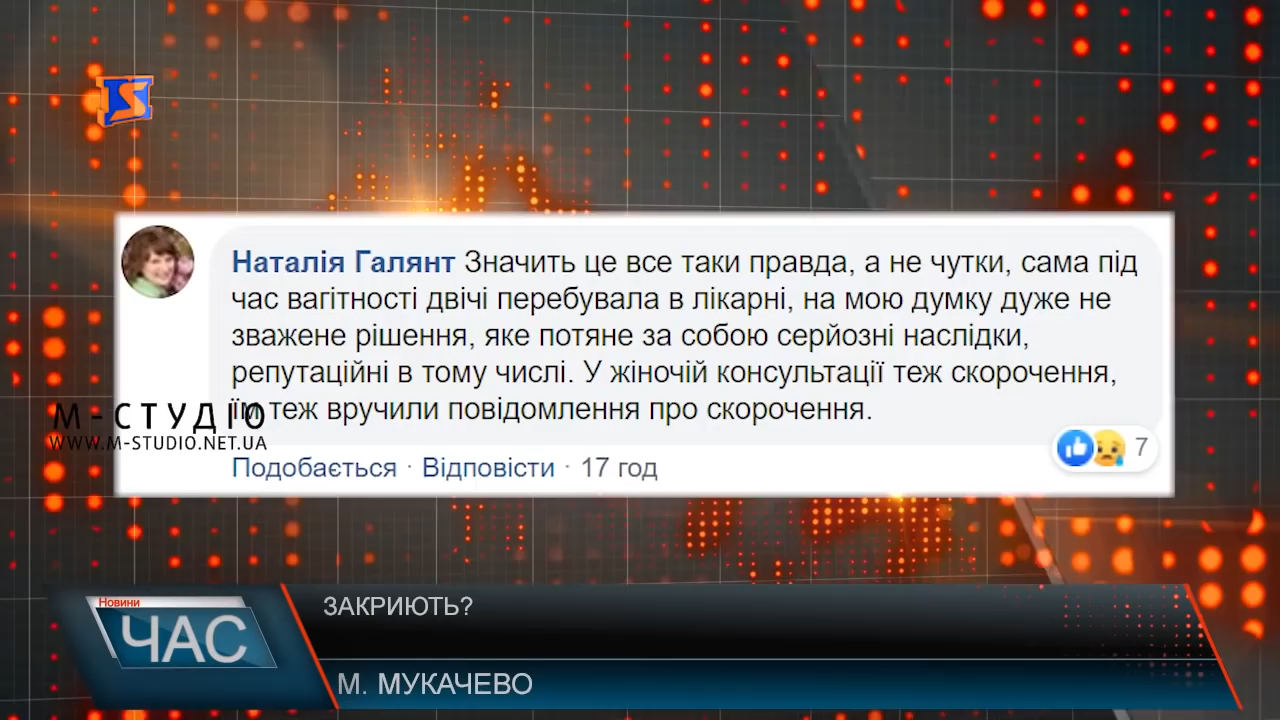 Наталія Галянт Значить це все таки правда, а не чутки, сама під
час вагітності двічі перебувала в лікарні, на мою думку дуже не
зважене рішення, яке потяне за собою серйозні наслідки,
репутаційні в тому числі. У жіночій консультації теж скорочення,
їм теж вручили повідомлення про скорочення.
М-СТУДІО
WWW.M-STUDIO.NET.UA
Подобається · Відповісти · 17 год
7
Новини
ЧАС
ЗАКРИЮТЬ?
М. МУКАЧЕВО